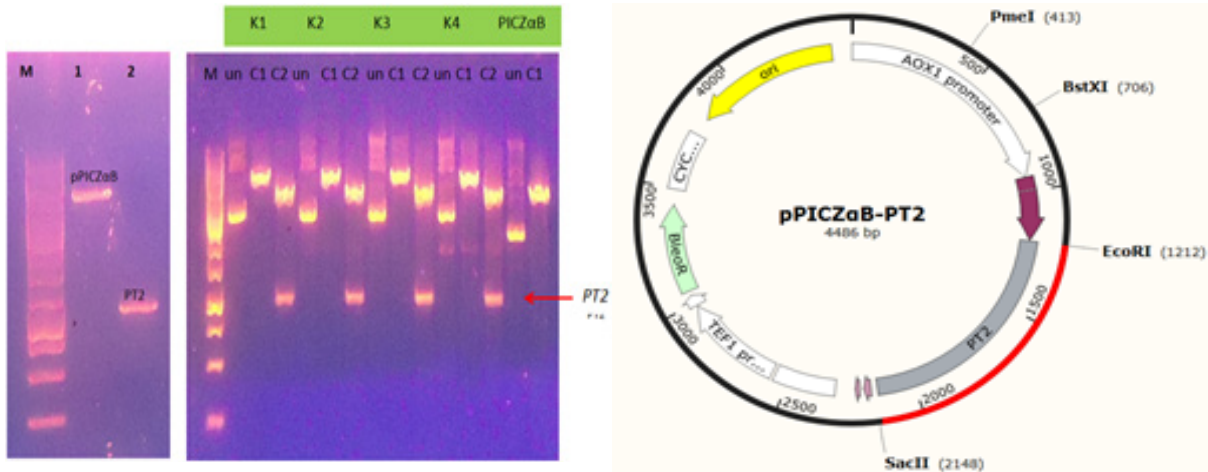 K1 K2 K3 K4 PICZαB
M 1 2
M un C1 C2 un C1 C2 un C1 C2 un C1 C2 un C1
pPICZαB
PT2
PT2
PmeI (413)
BstXI (706)
EcoRI (1212)
SacII (2148)
500
1000
1500
2000
2500
3000
3500
4000
AOX1 promoter
PT2
TEF1 pr...
BleoR
CYC...
ori
pPICZαB-PT2
4486 bp